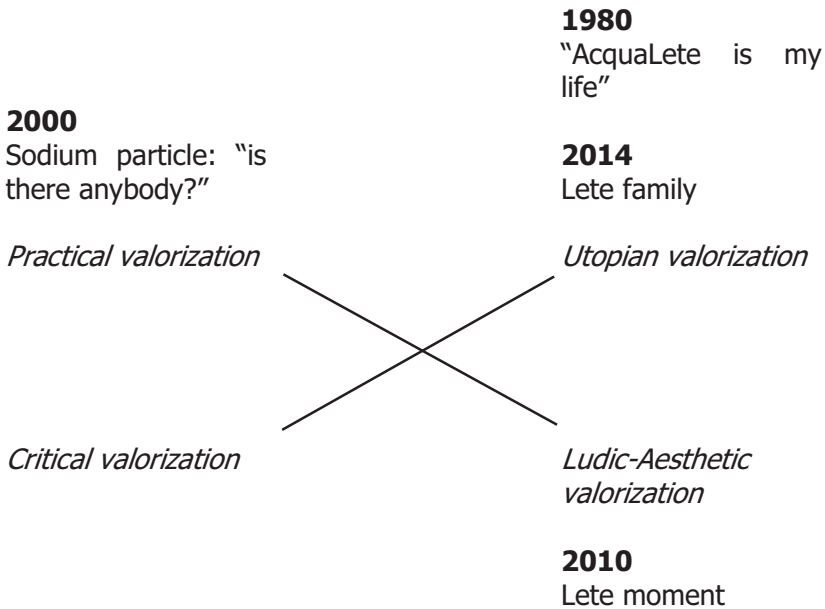 1980
“AcquaLete is my
life”
2000
Sodium particle: “is
there anybody?”
2014
Lete family
Practical valorization
Utopian valorization
Critical valorization
Ludic-Aesthetic
valorization
2010
Lete moment